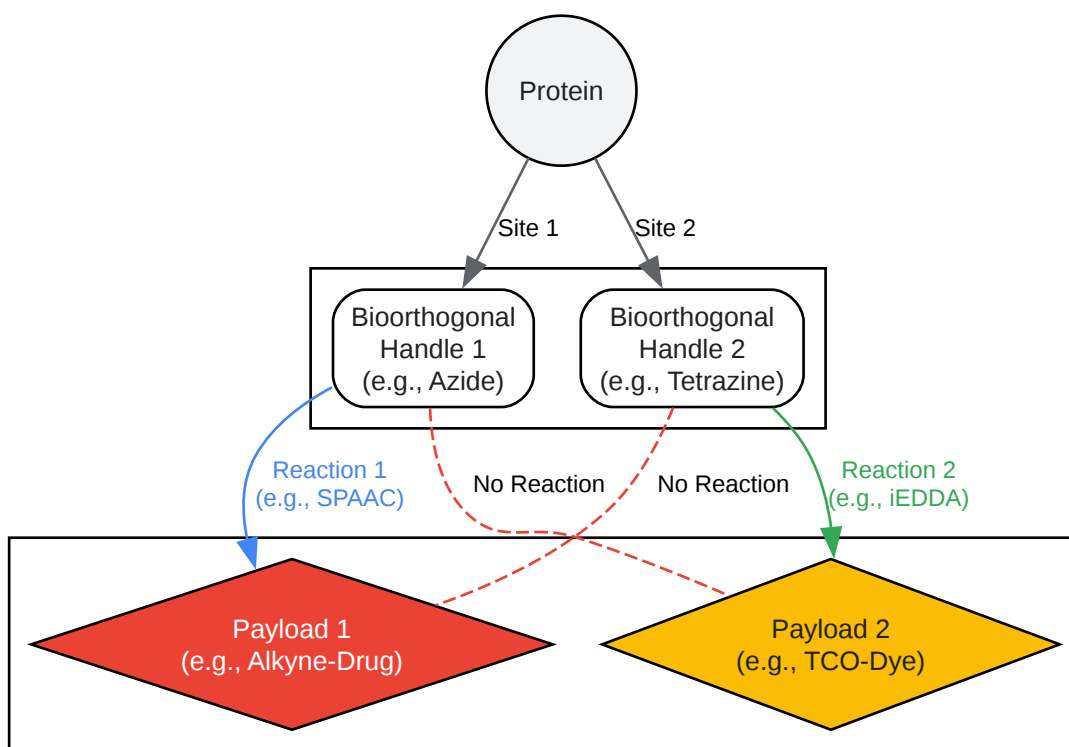 Protein
Site 1
Site 2
Bioorthogonal
Handle 1
(e.g., Azide)
Bioorthogonal
Handle 2
(e.g., Tetrazine)
Reaction 1
(e.g., SPAAC)
No Reaction
No Reaction
Reaction 2
(e.g., iEDDA)
Payload 1
(e.g., Alkyne-Drug)
Payload 2
(e.g., TCO-Dye)